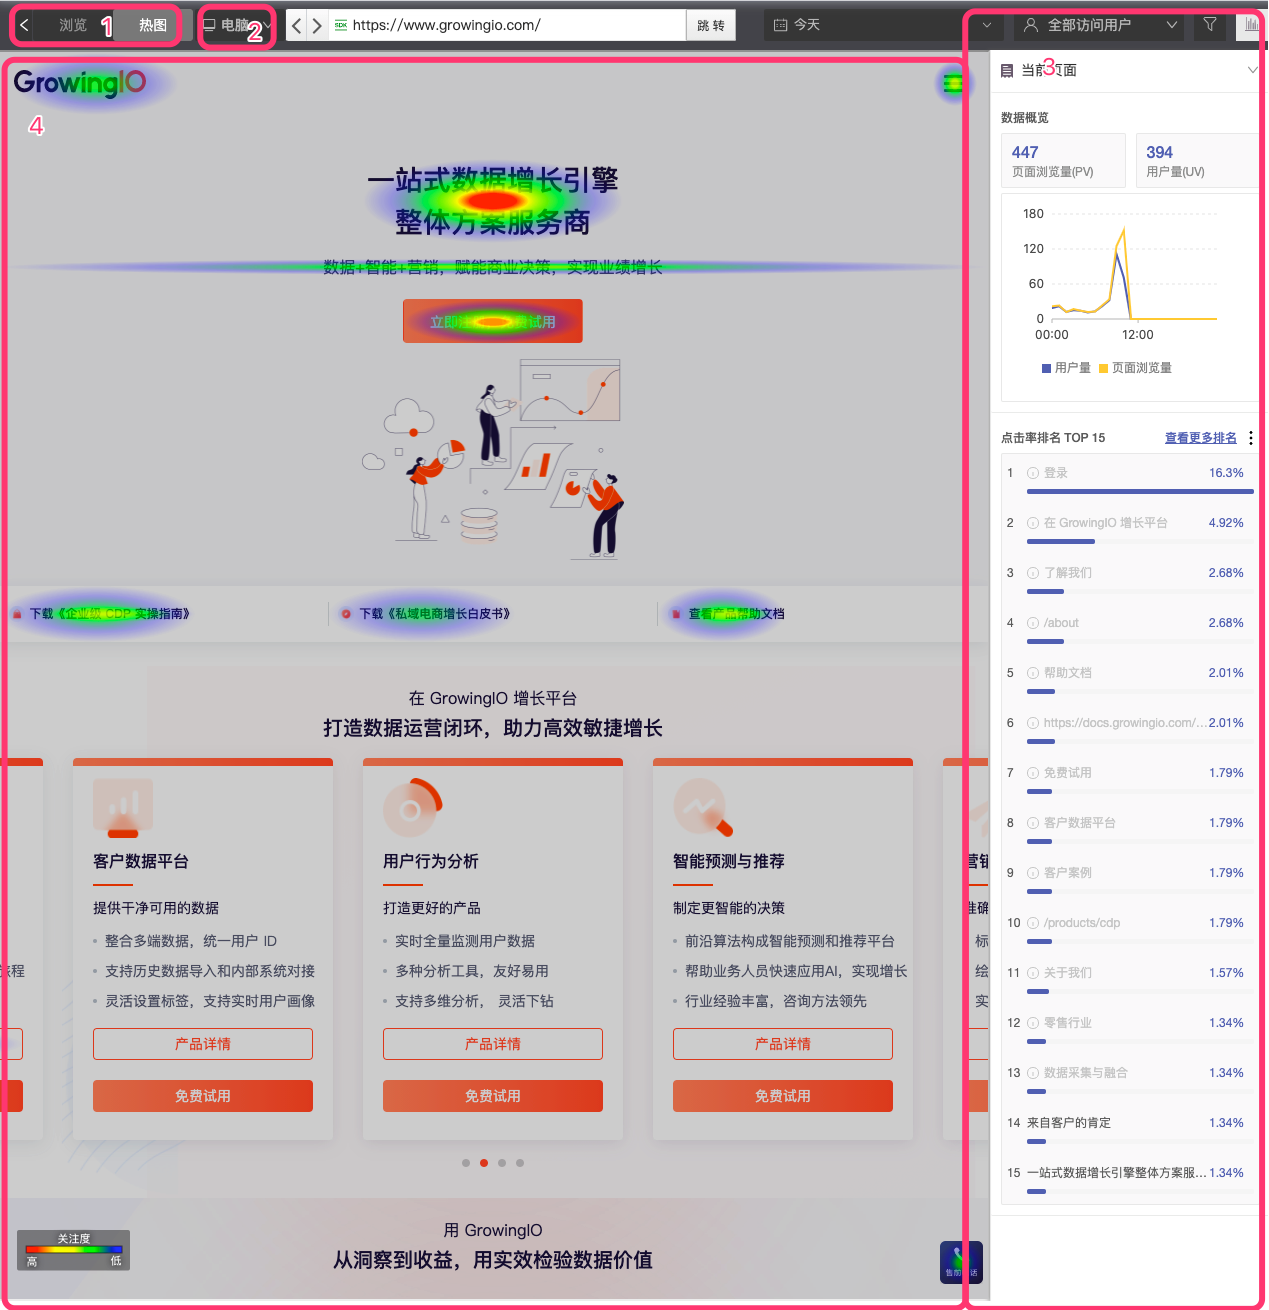 浏览 1 热图
电脑 2
SDK https://www.growingio.com/
跳 转
今天
全部访问用户
GrowingIO
4
一站式数据增长引擎
整体方案服务商
数据+智能+营销，赋能商业决策，实现业绩增长
立即注 费试用
下载《企业级 CDP 实操指南》
下载《私域电商增长白皮书》
查看产品帮助文档
在 GrowingIO 增长平台
打造数据运营闭环，助力高效敏捷增长
旅程
客户数据平台
提供干净可用的数据
整合多端数据，统一用户 ID
支持历史数据导入和内部系统对接
灵活设置标签，支持实时用户画像
产品详情
免费试用
用户行为分析
打造更好的产品
实时全量监测用户数据
多种分析工具，友好易用
支持多维分析， 灵活下钻
产品详情
免费试用
智能预测与推荐
制定更智能的决策
前沿算法构成智能预测和推荐平台
帮助业务人员快速应用AI，实现增长
行业经验丰富，咨询方法领先
产品详情
免费试用
营销
准确
标
绘
实
用 GrowingIO
从洞察到收益，用实效检验数据价值
关注度
高 低
售前 话
3
当前页面
数据概览
447
页面浏览量(PV)
394
用户量(UV)
180
120
60
0
00:00 12:00
用户量 页面浏览量
点击率排名 TOP 15 查看更多排名
1 登录 16.3%
2 在 GrowingIO 增长平台 4.92%
3 了解我们 2.68%
4 /about 2.68%
5 帮助文档 2.01%
6 https://docs.growingio.com/... 2.01%
7 免费试用 1.79%
8 客户数据平台 1.79%
9 客户案例 1.79%
10 /products/cdp 1.79%
11 关于我们 1.57%
12 零售行业 1.34%
13 数据采集与融合 1.34%
14 来自客户的肯定 1.34%
15 一站式数据增长引擎整体方案服... 1.34%